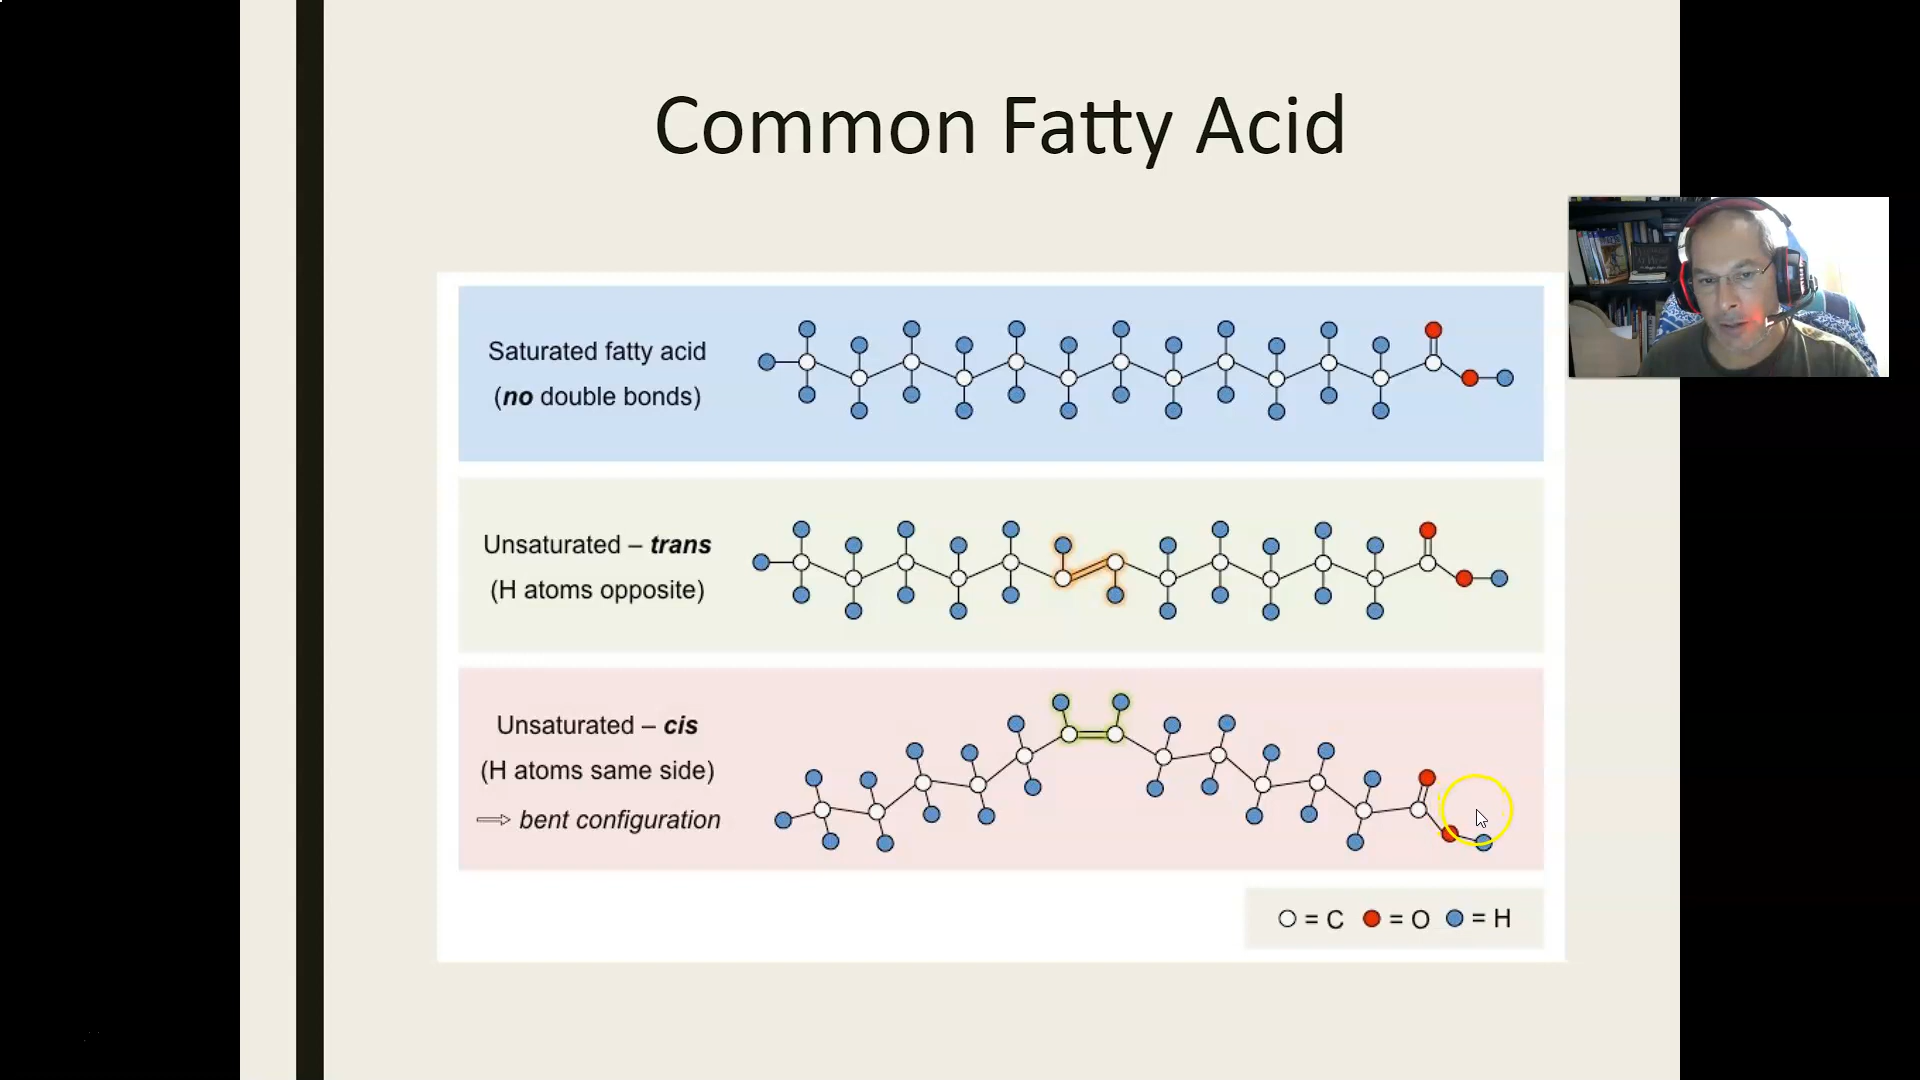 Common Fatty Acid
Saturated fatty acid
(no double bonds)
Unsaturated – trans
(H atoms opposite)
Unsaturated – cis
(H atoms same side)
⇒ bent configuration
= C = O = H